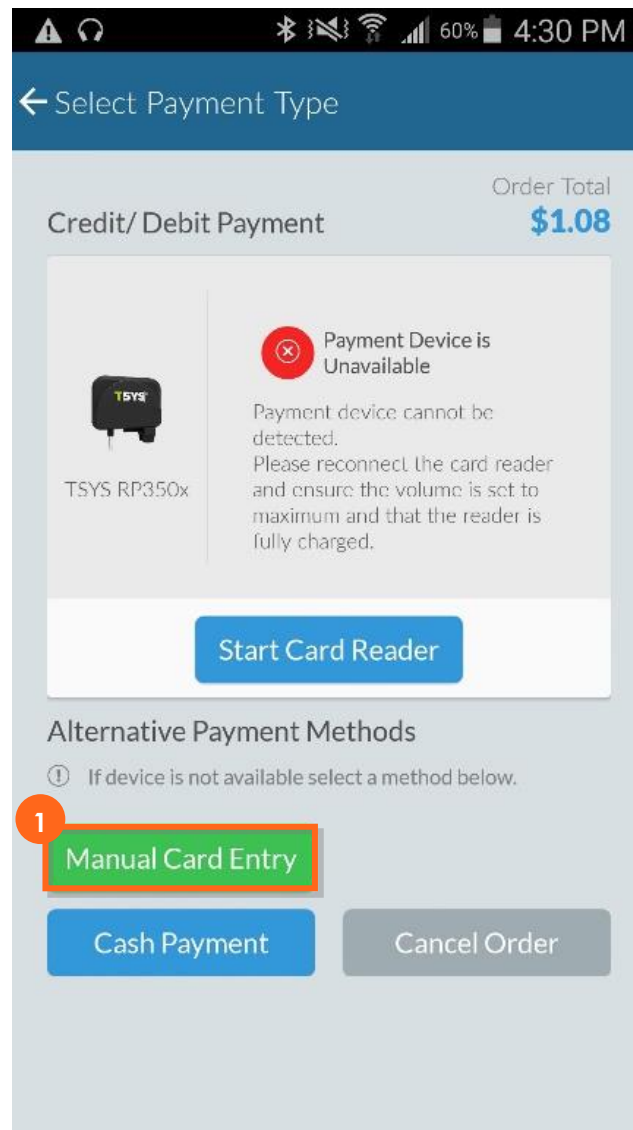 60% 4:30 PM
Select Payment Type
Order Total
Credit/ Debit Payment
$1.08
Payment Device is
Unavailable
TSYS
Payment device cannot be
detected.
Please reconnect the card reader
TSYS RP350x
and ensure the volume is set to
maximum and that the reader is
fully charged.
Start Card Reader
Alternative Payment Methods
If device is not available select a method below.
1
Manual Card Entry
Cash Payment
Cancel Order